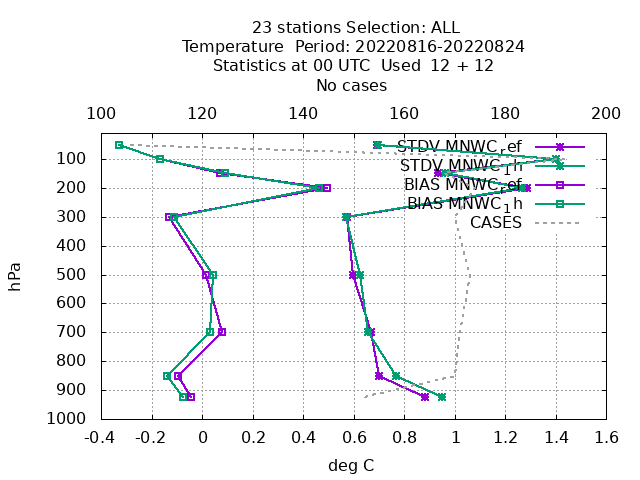 23 stations Selection: ALL
Temperature  Period: 20220816-20220824
Statistics at 00 UTC  Used  12 + 12
No cases
100 120 140 160 180 200
STDV MNWC_ref
STDV MNWC_1h
BIAS MNWC_ref
BIAS MNWC_1h
CASES
100
200
300
400
500
600
700
800
900
1000
hPa
-0.4 -0.2 0 0.2 0.4 0.6 0.8 1 1.2 1.4 1.6
deg C